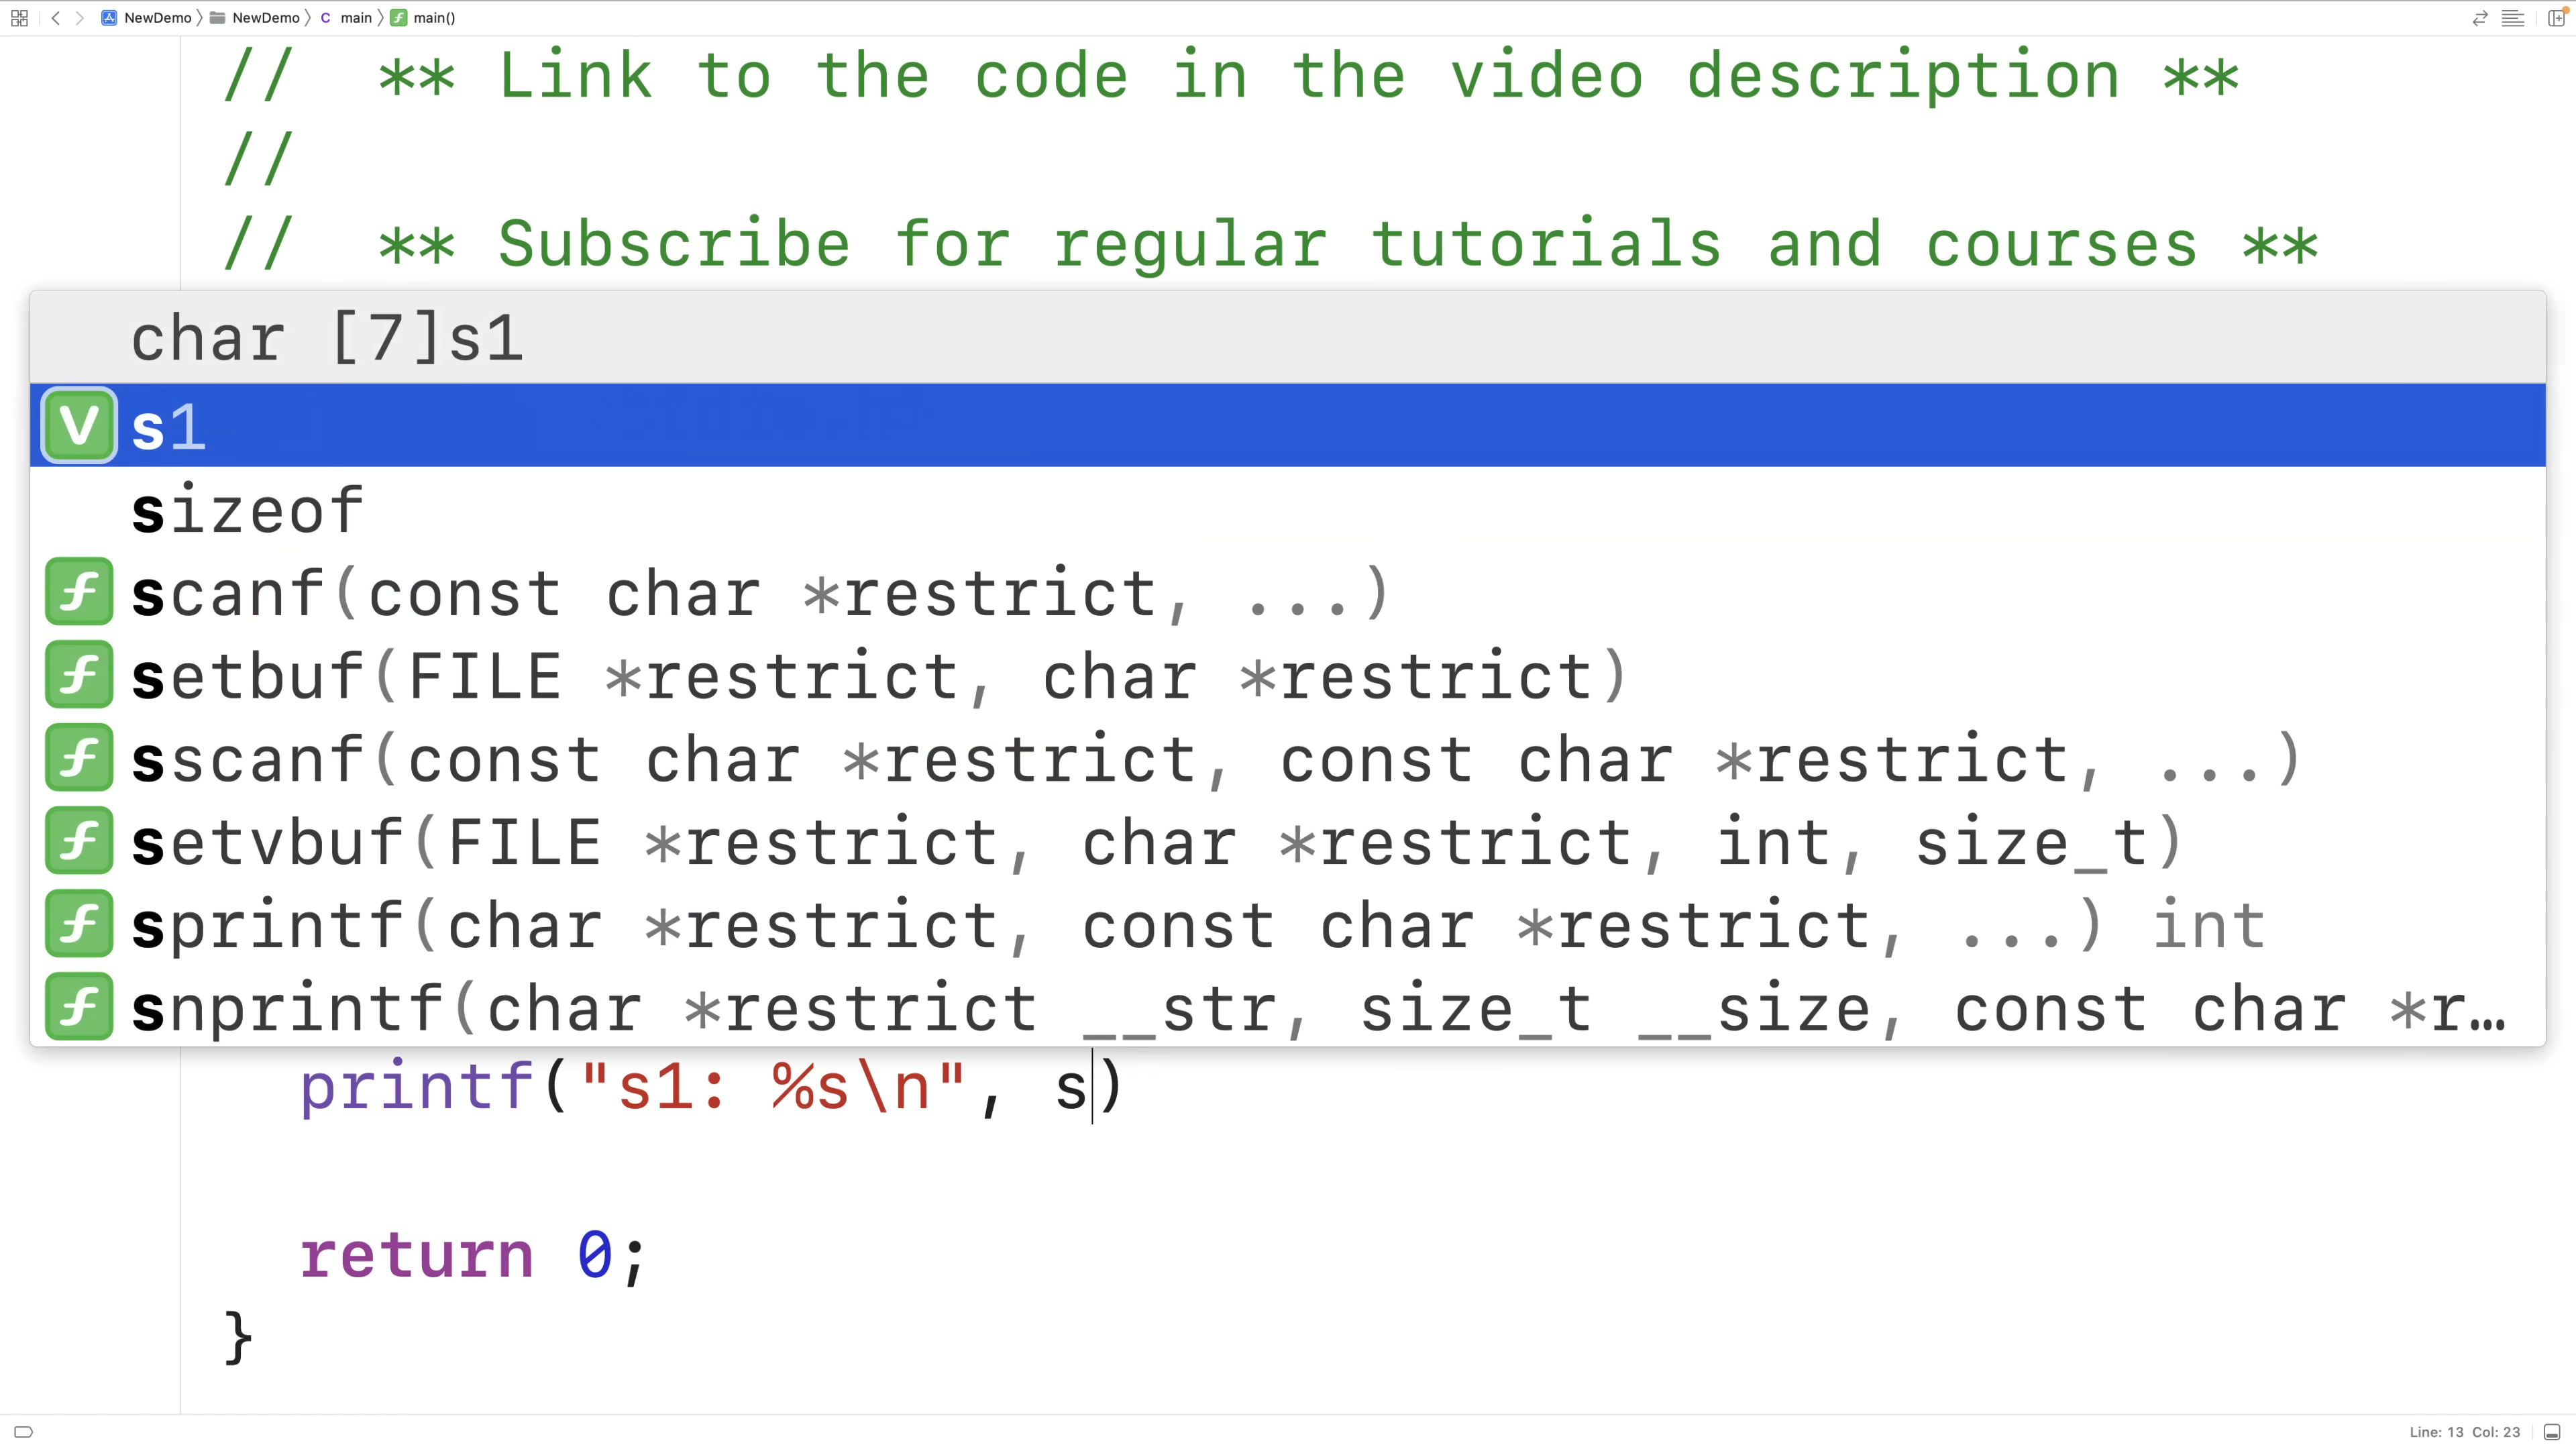 NewDemo 〉 NewDemo 〉 C main 〉 f main()
// ** Link to the code in the video description **
//
// ** Subscribe for regular tutorials and courses **
char [7]s1
V s1
sizeof
f scanf(const char *restrict, ...)
f setbuf(FILE *restrict, char *restrict)
f sscanf(const char *restrict, const char *restrict, ...)
f setvbuf(FILE *restrict, char *restrict, int, size_t)
f sprintf(char *restrict, const char *restrict, ...) int
f snprintf(char *restrict __str, size_t __size, const char *r…
printf("s1: %s\n", s)
return 0;
}
Line: 13 Col: 23